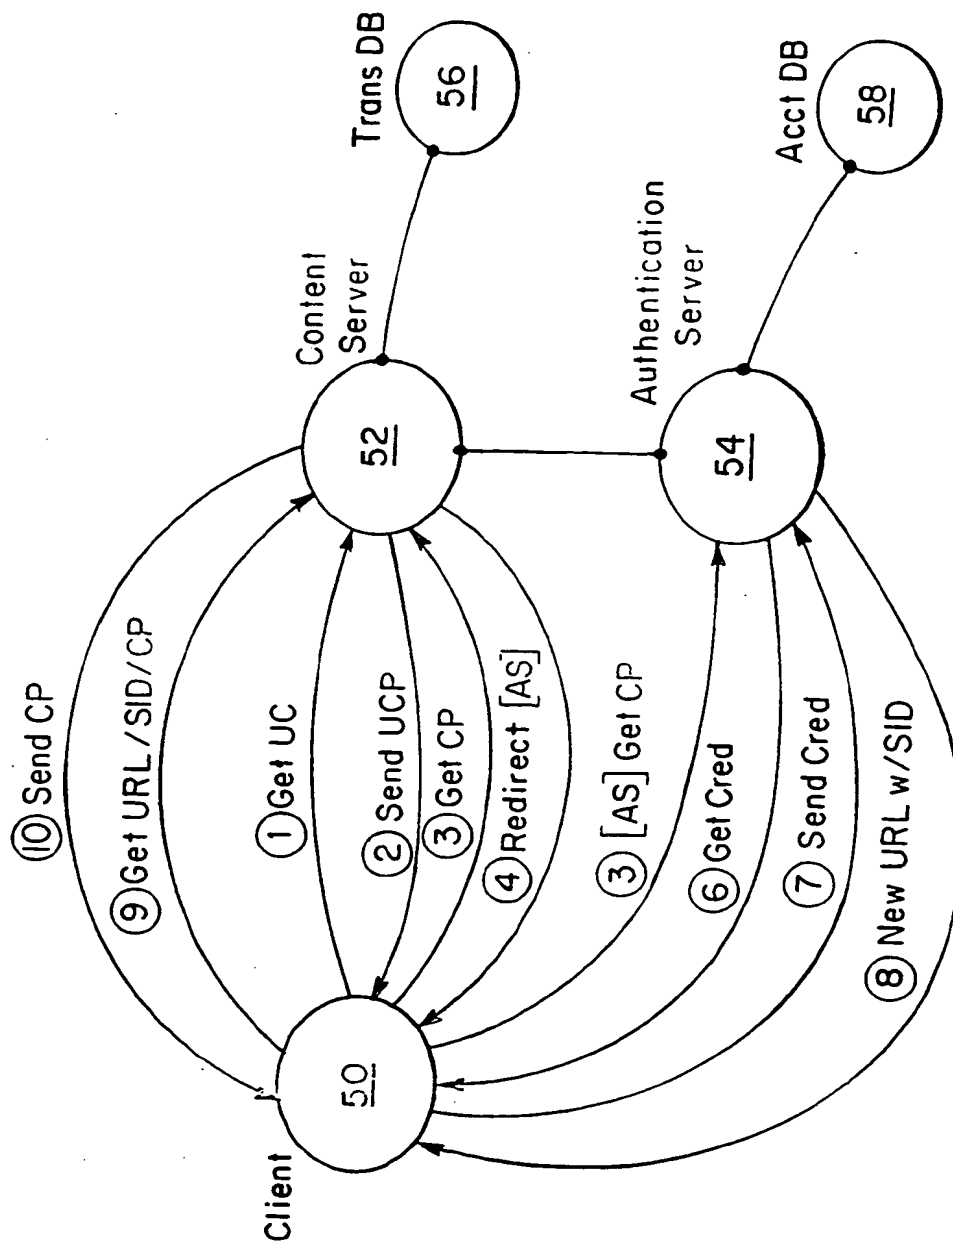 ⑩ Send CP
⑨ Get URL/SID/CP
① Get UC
② Send UCP
③ Get CP
④ Redirect [AS]
③ [AS] Get CP
⑥ Get Cred
⑦ Send Cred
⑧ New URL w/SID
Client
50
Content
Server
52
Trans DB
56
Authentication
Server
54
Acct DB
58